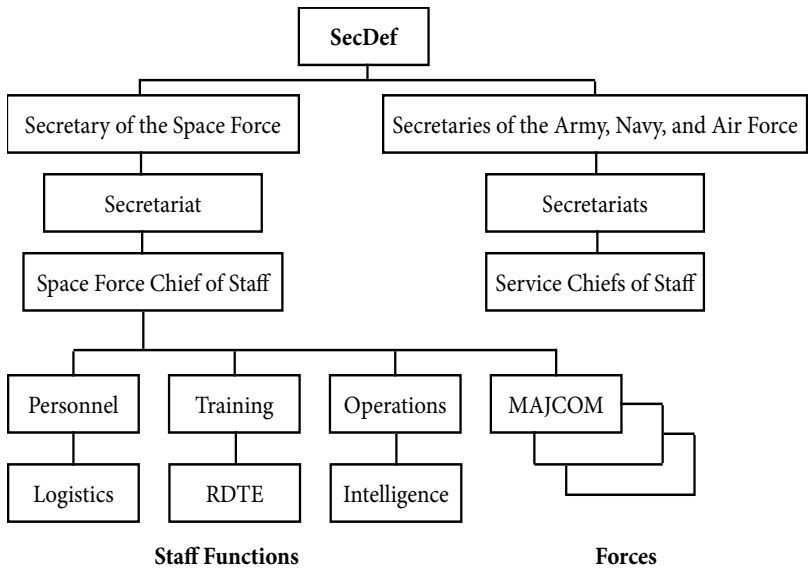 SecDef
Secretary of the Space Force
Secretaries of the Army, Navy, and Air Force
Secretariat
Secretariats
Space Force Chief of Staff
Service Chiefs of Staff
Personnel
Training
Operations
MAJCOM
Logistics
RDTE
Intelligence
Staff Functions
Forces